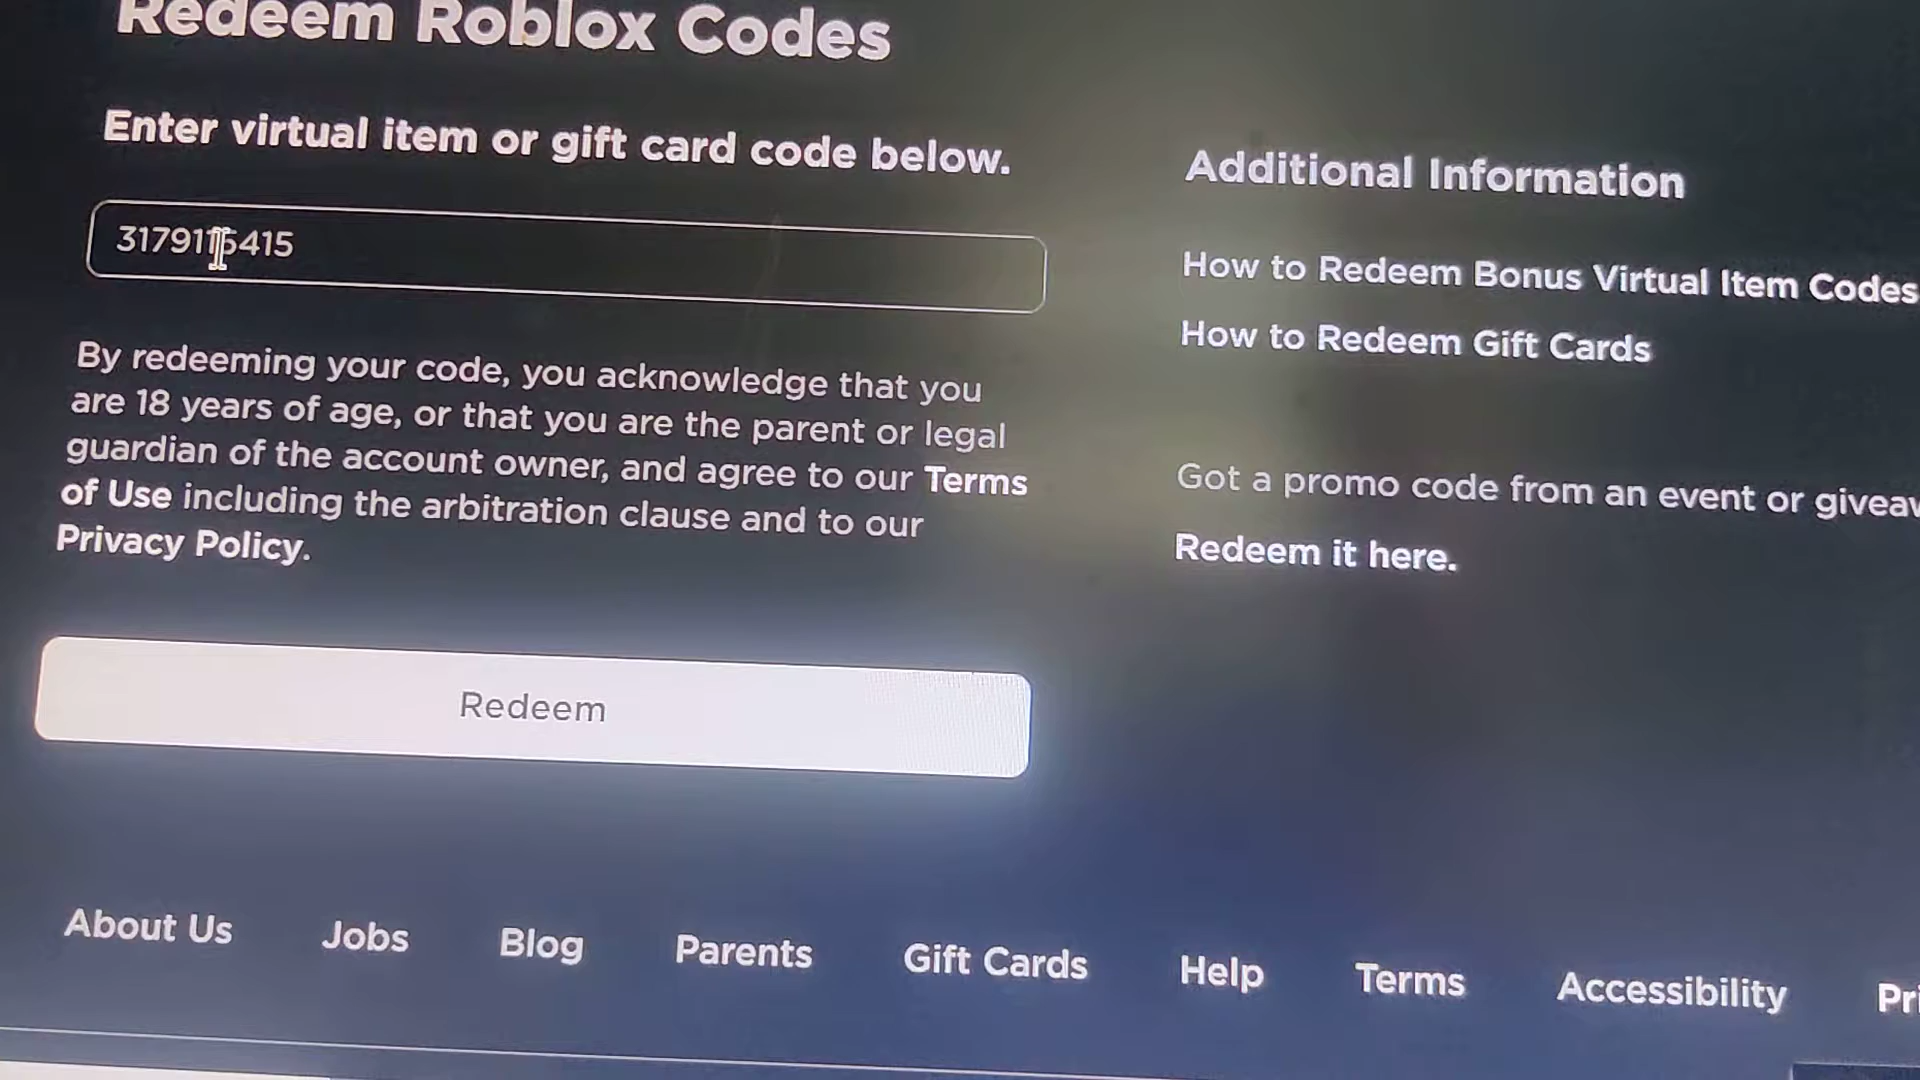 Redeem Roblox Codes
Enter virtual item or gift card code below.
By redeeming your code, you acknowledge that you
are 18 years of age, or that you are the parent or legal
guardian of the account owner, and agree to our Terms
of Use including the arbitration clause and to our
Privacy Policy.
Redeem
Additional Information
How to Redeem Bonus Virtual Item Codes
How to Redeem Gift Cards
Got a promo code from an event or
Redeem it here.
About Us Jobs Blog Parents Gift Cards Help Terms Accessibility